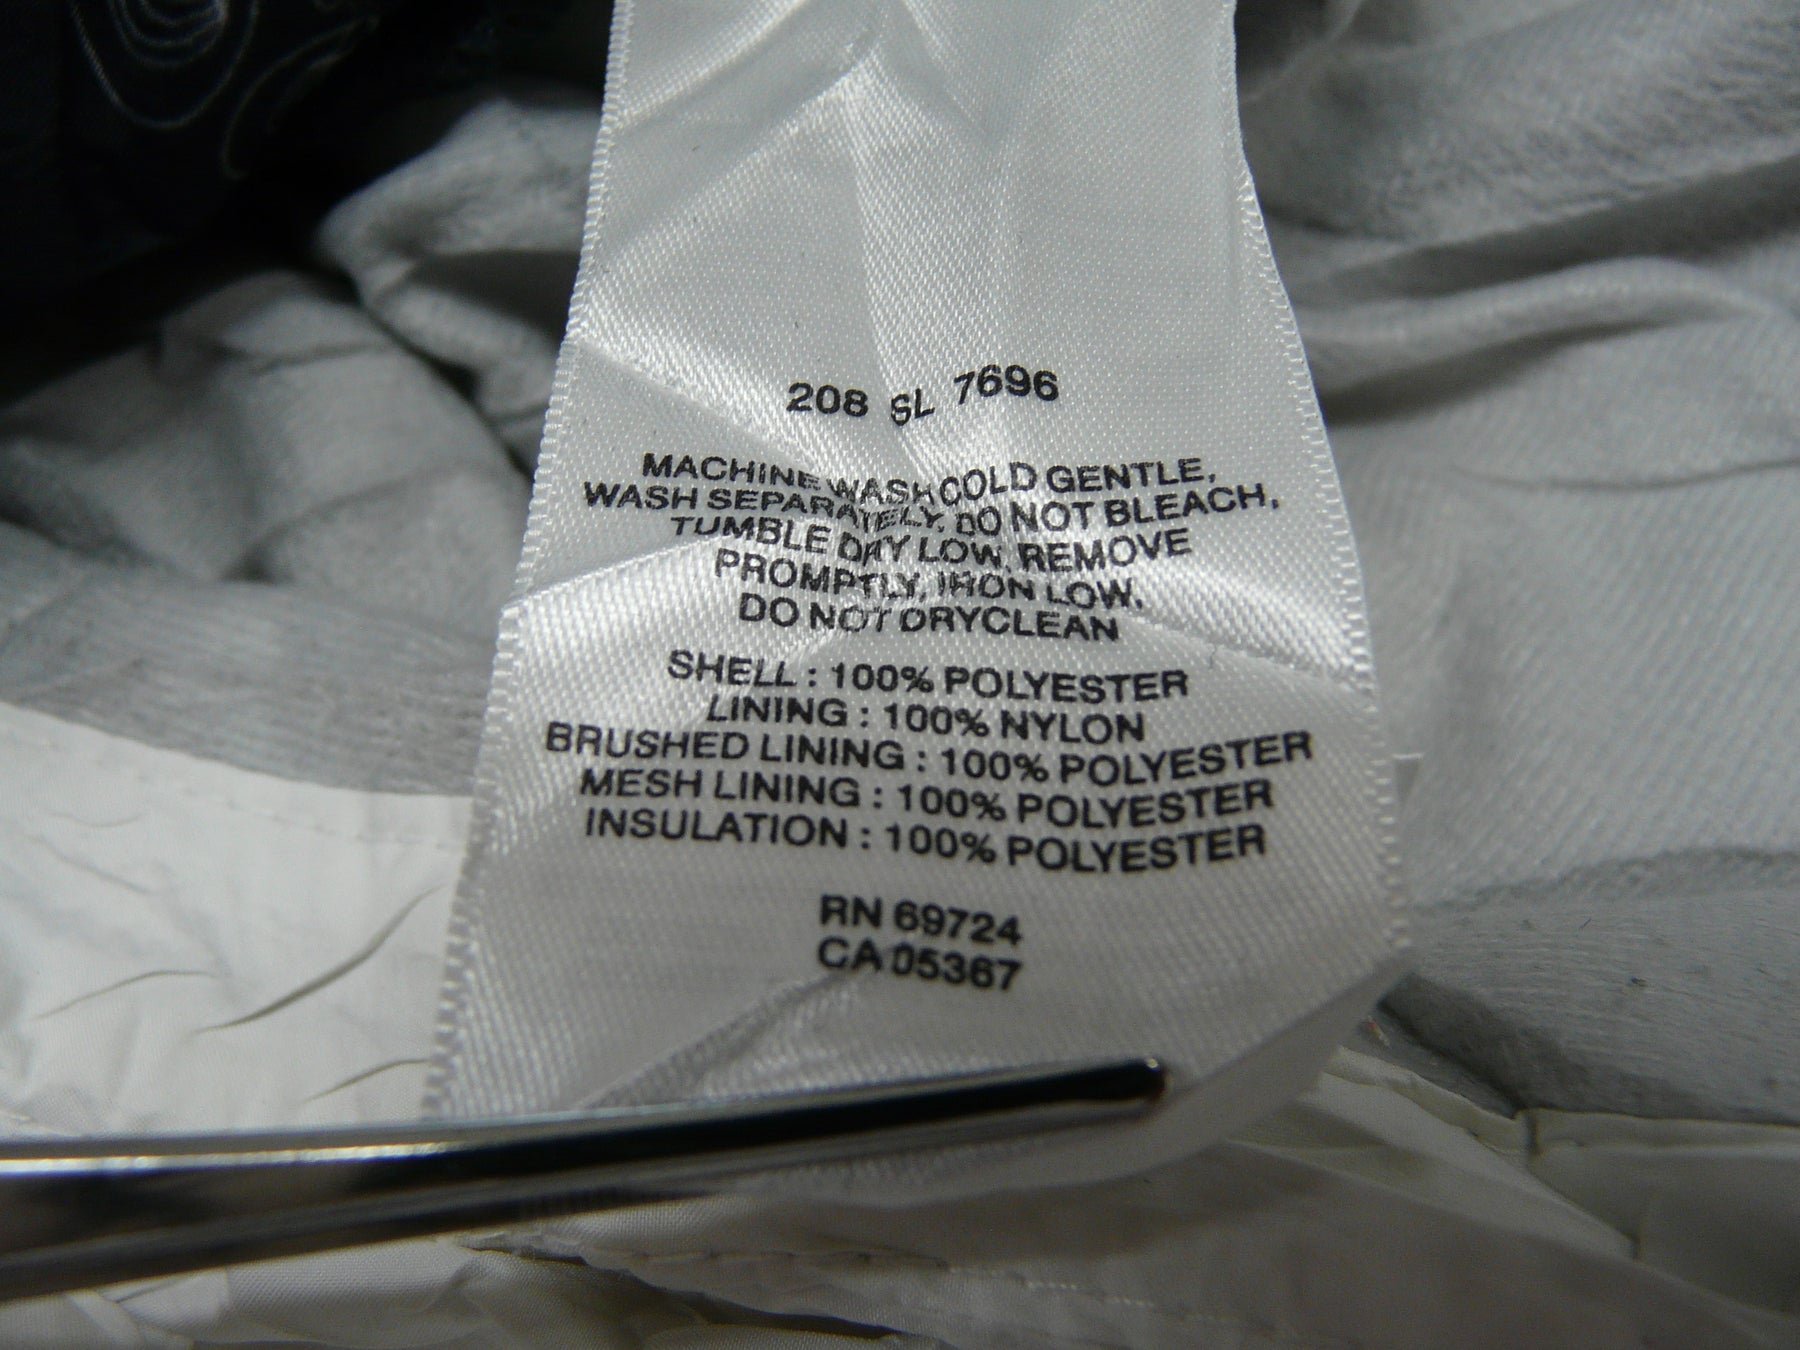 208 SL 7696
MACHINE WASH COLD GENTLE,
WASH SEPARATELY, DO NOT BLEACH,
TUMBLE DRY LOW, REMOVE
PROMPTLY, IRON LOW,
DO NOT DRYCLEAN
SHELL : 100% POLYESTER
LINING : 100% NYLON
BRUSHED LINING : 100% POLYESTER
MESH LINING : 100% POLYESTER
INSULATION : 100% POLYESTER
RN 69724
CA 05367